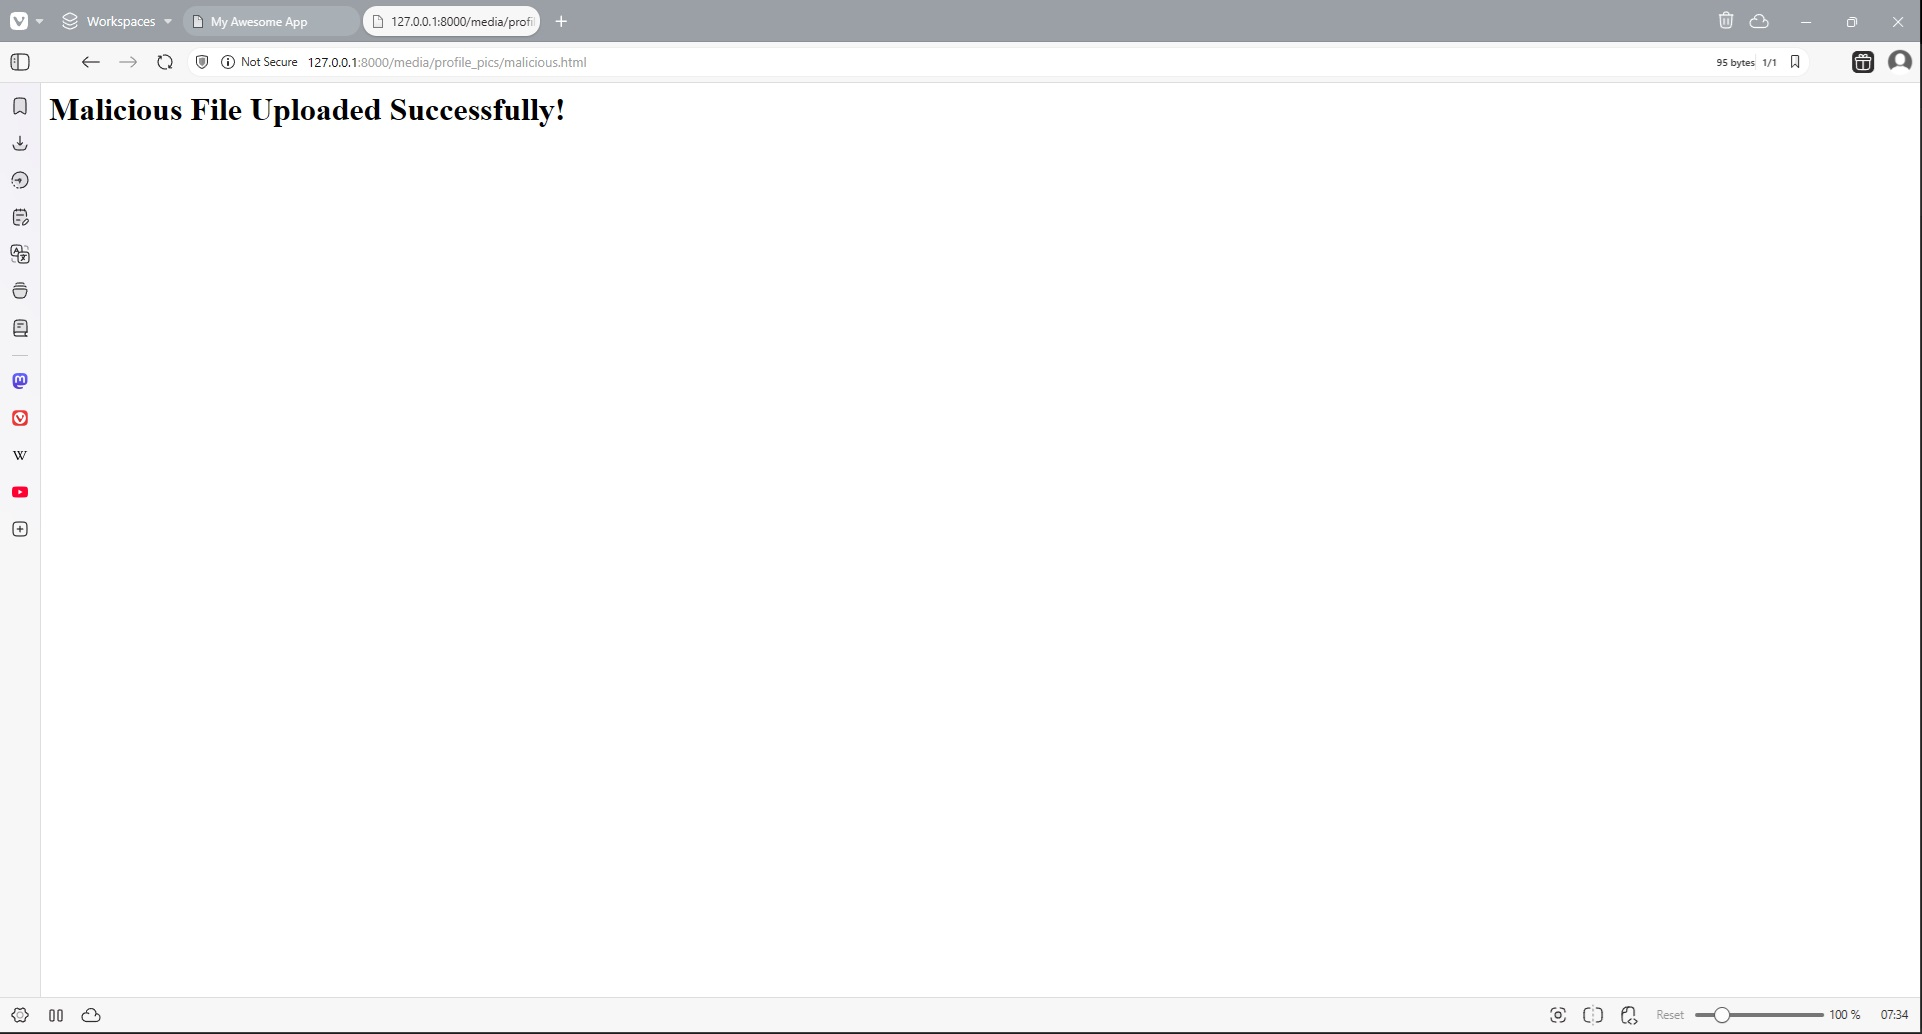 Workspaces
My Awesome App
127.0.0.1:8000/media/profi
Not Secure
127.0.0.1:8000/media/profile_pics/malicious.html
95 bytes
1/1
Malicious File Uploaded Successfully!
W
Reset
100 %
07:34